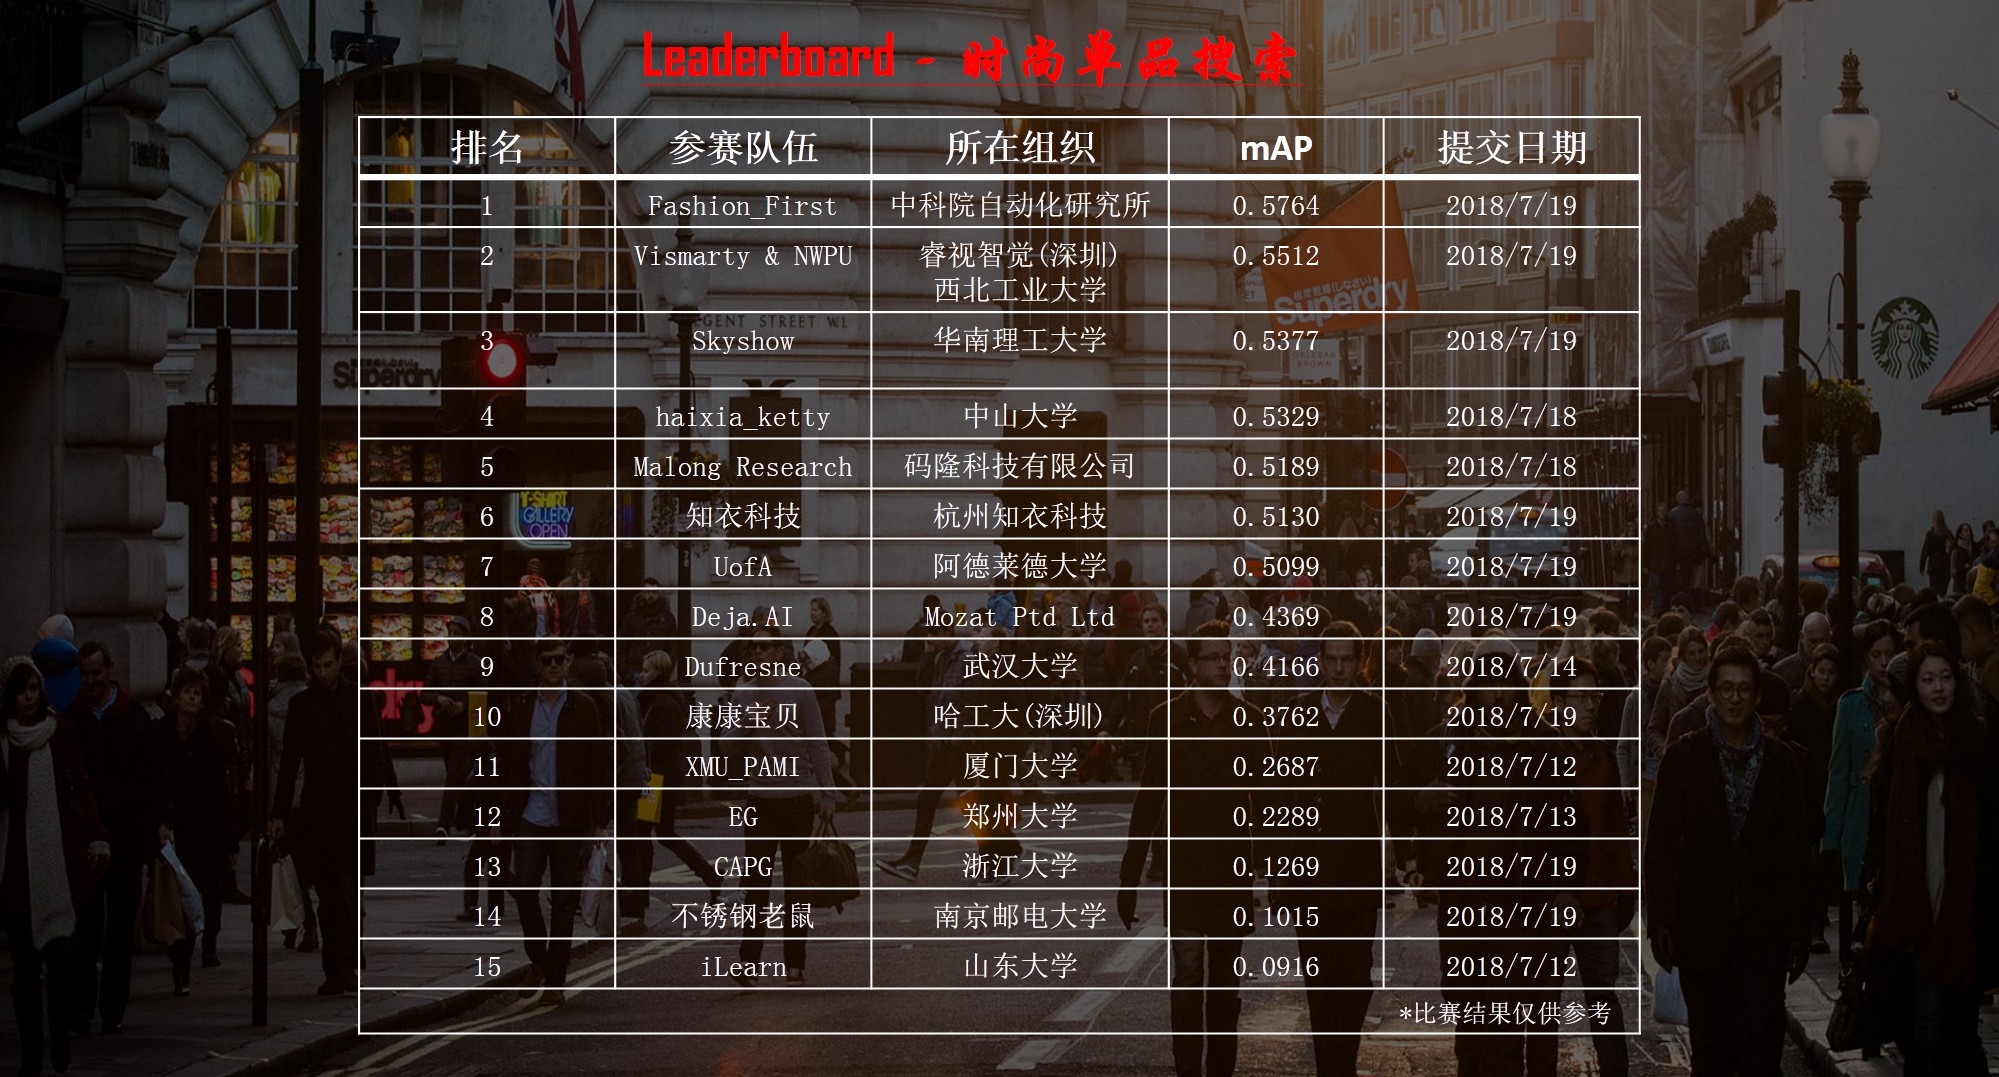 Leaderboard - 时尚单品搜索
排名 参赛队伍 所在组织 mAP 提交日期
1 Fashion_First 中科院自动化研究所 0.5764 2018/7/19
2 Vismarty & NWPU 睿视智觉(深圳) 0.5512 2018/7/19
西北工业大学
Superdry
REGENT STREET W1
3 Skyshow 华南理工大学 0.5377 2018/7/19
Superdry
ORLEBAR
BROWN
4 haixia_ketty 中山大学 0.5329 2018/7/18
5 Malong Research 码隆科技有限公司 0.5189 2018/7/18
T-SHIRT
GALLERY
OPEN
6 知衣科技 杭州知衣科技 0.5130 2018/7/19
7 UofA 阿德莱德大学 0.5099 2018/7/19
8 Deja.AI Mozat Ptd Ltd 0.4369 2018/7/19
9 Dufresne 武汉大学 0.4166 2018/7/14
10 康康宝贝 哈工大(深圳) 0.3762 2018/7/19
11 XMU_PAMI 厦门大学 0.2687 2018/7/12
12 EG 郑州大学 0.2289 2018/7/13
13 CAPG 浙江大学 0.1269 2018/7/19
14 不锈钢老鼠 南京邮电大学 0.1015 2018/7/19
15 iLearn 山东大学 0.0916 2018/7/12
*比赛结果仅供参考